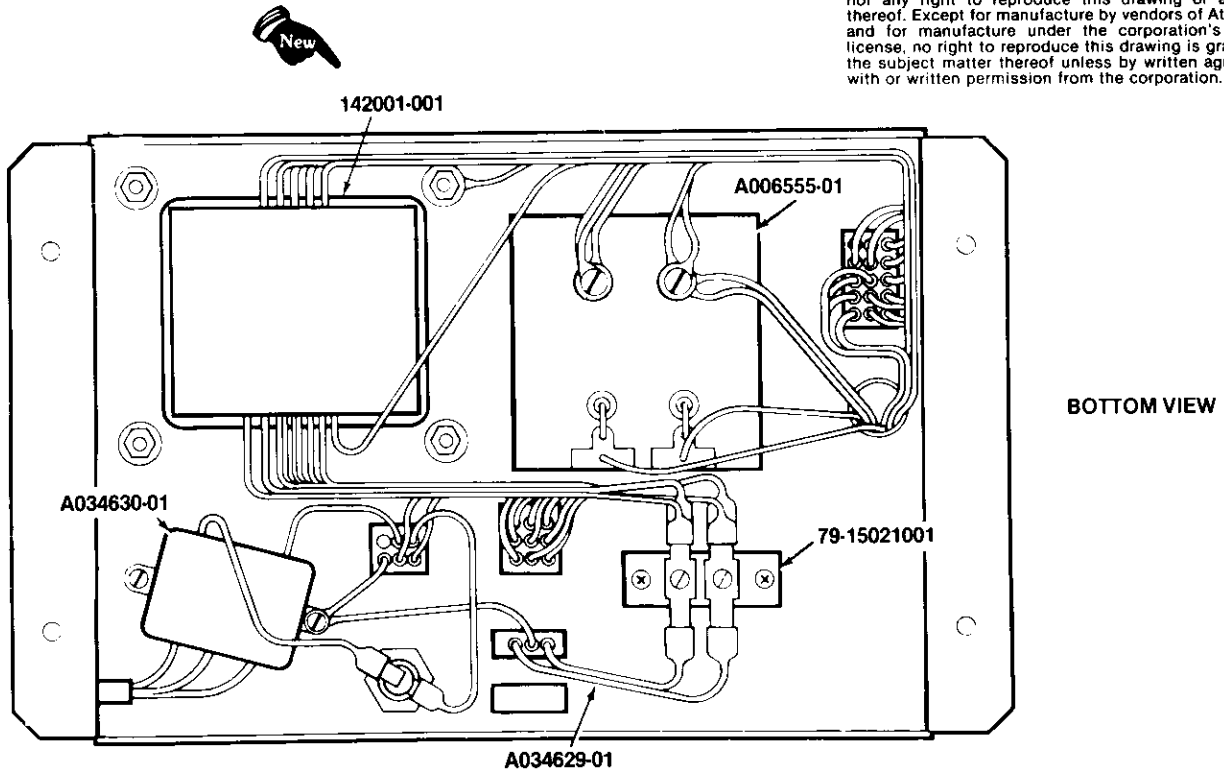 nor any right to reproduce this drawing or a
thereof. Except for manufacture by vendors of At
and for manufacture under the corporation's
license, no right to reproduce this drawing is gra
the subject matter thereof unless by written agr
with or written permission from the corporation.
New
142001-001
A006555-01
BOTTOM VIEW
A034630-01
79-15021001
A034629-01